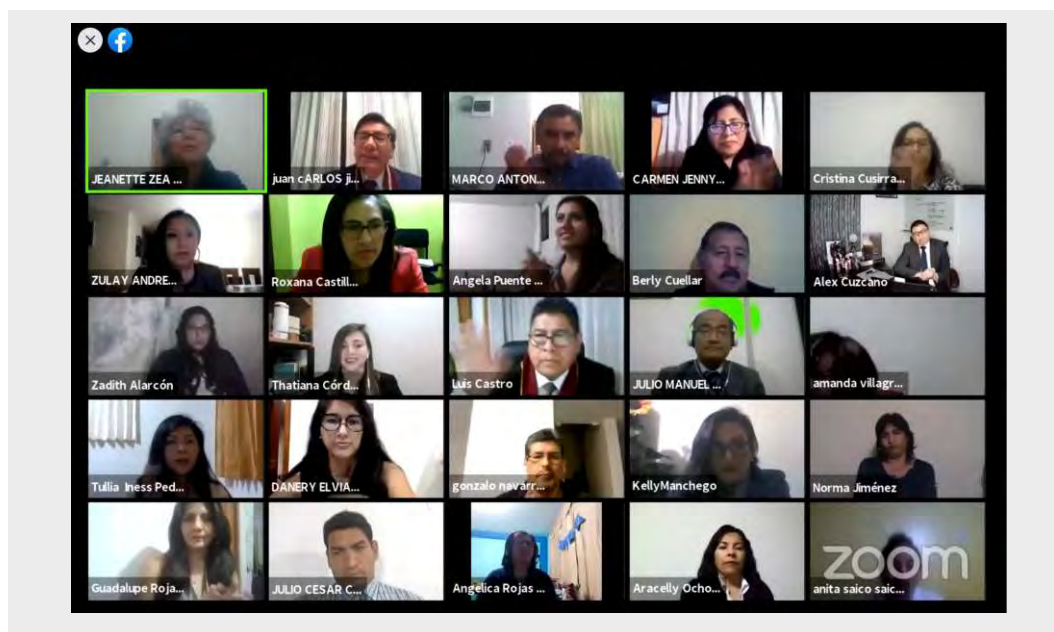 JEANETTE ZEA ...
juan cARLOS ji...
MARCO ANTON...
CARMEN JENNY...
Cristina Cusirra...
ZULAY ANDRE...
Roxana Castill...
Angela Puente ...
Berly Cuellar
Alex Cuzcano
Zadith Alarcón
Thatiana Córd...
Luis Castro
JULIO MANUEL ...
amanda villagr...
Tullia Iness Ped...
DANERY ELVIA...
gonzalo navarr...
KellyManchego
Norma Jiménez
Guadalupe Roja...
JULIO CESAR C...
Angélica Rojas ...
Aracelly Ocho...
zoom
anita saico saic...